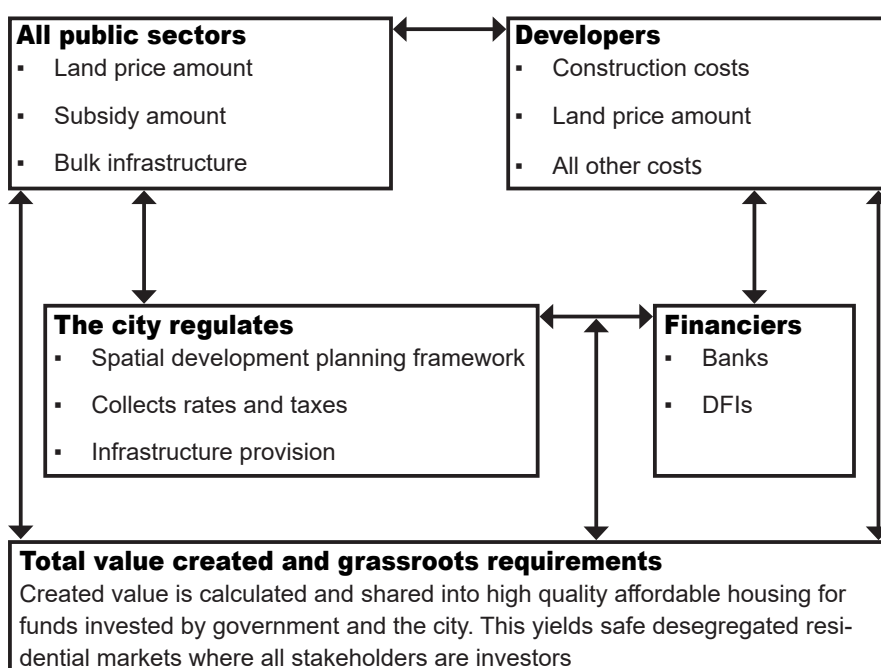 All public sectors
▪ Land price amount
▪ Subsidy amount
▪ Bulk infrastructure
Developers
▪ Construction costs
▪ Land price amount
▪ All other costs
The city regulates
▪ Spatial development planning framework
▪ Collects rates and taxes
▪ Infrastructure provision
Financiers
▪ Banks
▪ DFIs
Total value created and grassroots requirements
Created value is calculated and shared into high quality affordable housing for
funds invested by government and the city. This yields safe desegregated resi-
dential markets where all stakeholders are investors